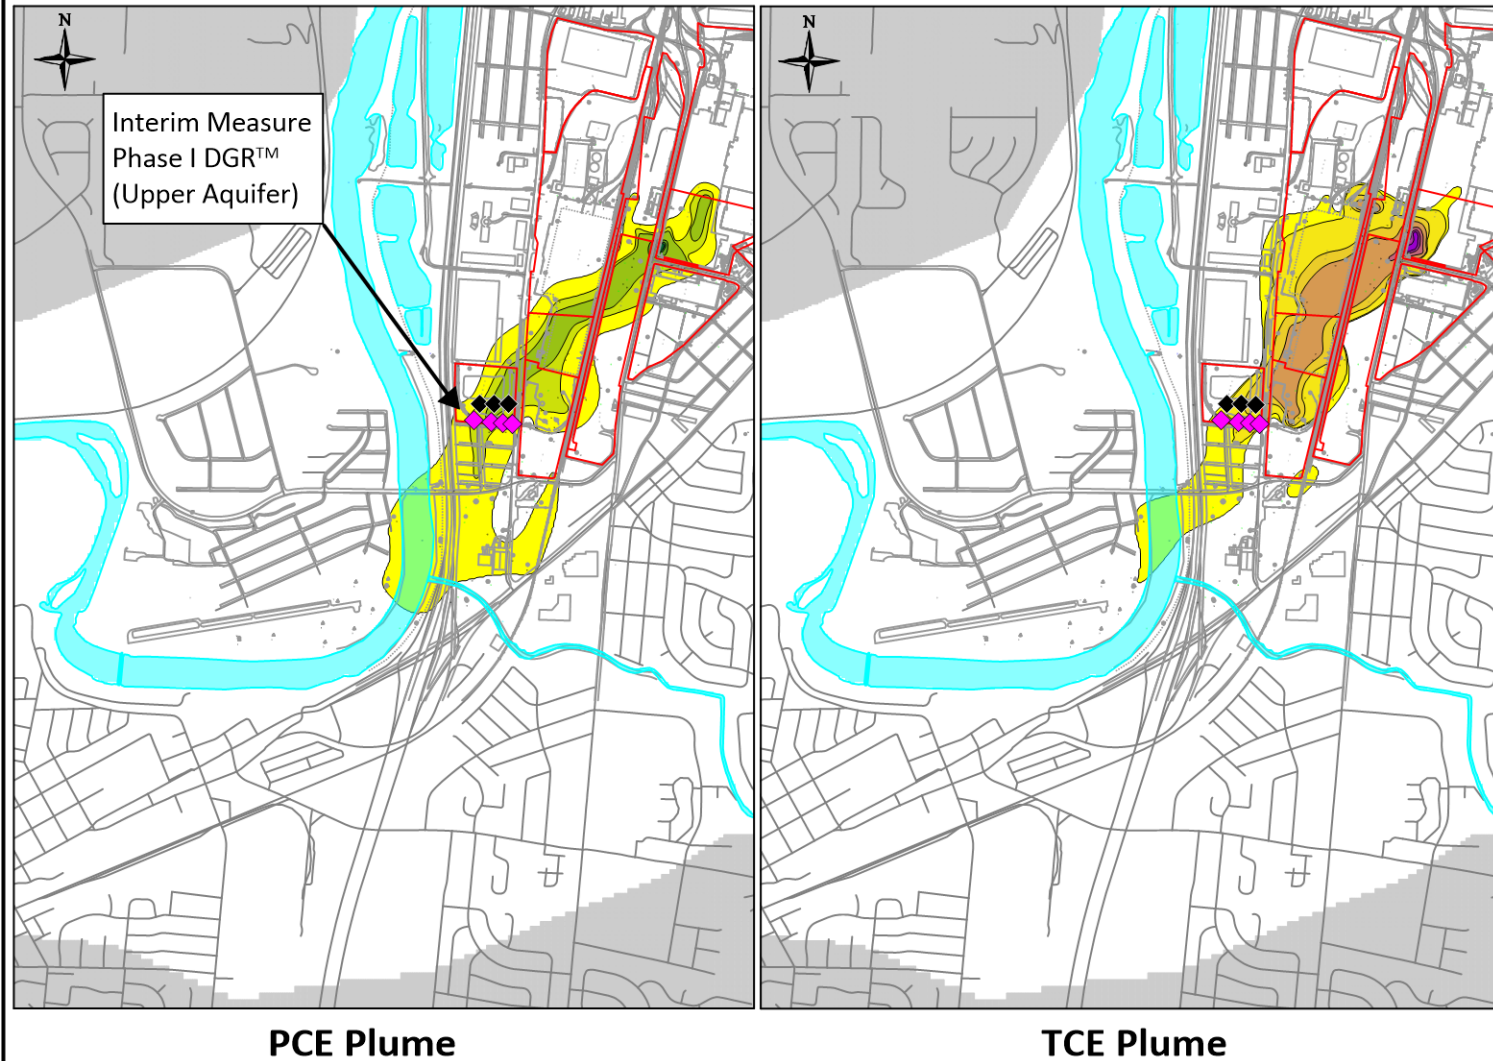 N
Interim Measure
Phase I DGR™
(Upper Aquifer)
N
PCE Plume
TCE Plume